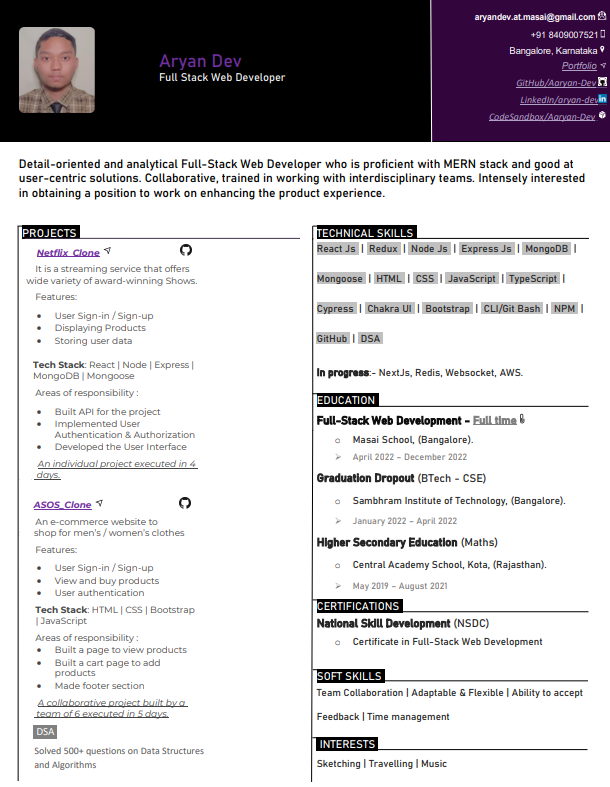 Aryan Dev
Full Stack Web Developer
aryandev.at.masai@gmail.com
+91 8409007521
Bangalore, Karnataka
Portfolio
GitHub/Aaryan-Dev
LinkedIn/aryan-dev
CodeSandbox/Aaryan-Dev
Detail-oriented and analytical Full-Stack Web Developer who is proficient with MERN stack and good at
user-centric solutions. Collaborative, trained in working with interdisciplinary teams. Intensely interested
in obtaining a position to work on enhancing the product experience.
PROJECTS
Netflix_Clone
It is a streaming service that offers
wide variety of award-winning Shows.
Features:
• User Sign-in / Sign-up
• Displaying Products
• Storing user data
Tech Stack: React | Node | Express |
MongoDB | Mongoose
Areas of responsibility :
• Built API for the project
• Implemented User
Authentication & Authorization
• Developed the User Interface
An individual project executed in 4
days.
ASOS_Clone
An e-commerce website to
shop for men's / women's clothes
Features:
• User Sign-in / Sign-up
• View and buy products
• User authentication
Tech Stack: HTML | CSS | Bootstrap
| JavaScript
Areas of responsibility :
• Built a page to view products
• Built a cart page to add
products
• Made footer section
A collaborative project built by a
team of 6 executed in 5 days.
DSA
Solved 500+ questions on Data Structures
and Algorithms
TECHNICAL SKILLS
React Js | Redux | Node Js | Express Js | MongoDB |
Mongoose | HTML | CSS | JavaScript | TypeScript |
Cypress | Chakra UI | Bootstrap | CLI/Git Bash | NPM |
GitHub | DSA
In progress:- NextJs, Redis, Websocket, AWS.
EDUCATION
Full-Stack Web Development - Full time
o Masai School, (Bangalore).
➢ April 2022 – December 2022
Graduation Dropout (BTech - CSE)
o Sambhram Institute of Technology, (Bangalore).
➢ January 2022 – April 2022
Higher Secondary Education (Maths)
o Central Academy School, Kota, (Rajasthan).
➢ May 2019 – August 2021
CERTIFICATIONS
National Skill Development (NSDC)
o Certificate in Full-Stack Web Development
SOFT SKILLS
Team Collaboration | Adaptable & Flexible | Ability to accept
Feedback | Time management
INTERESTS
Sketching | Travelling | Music